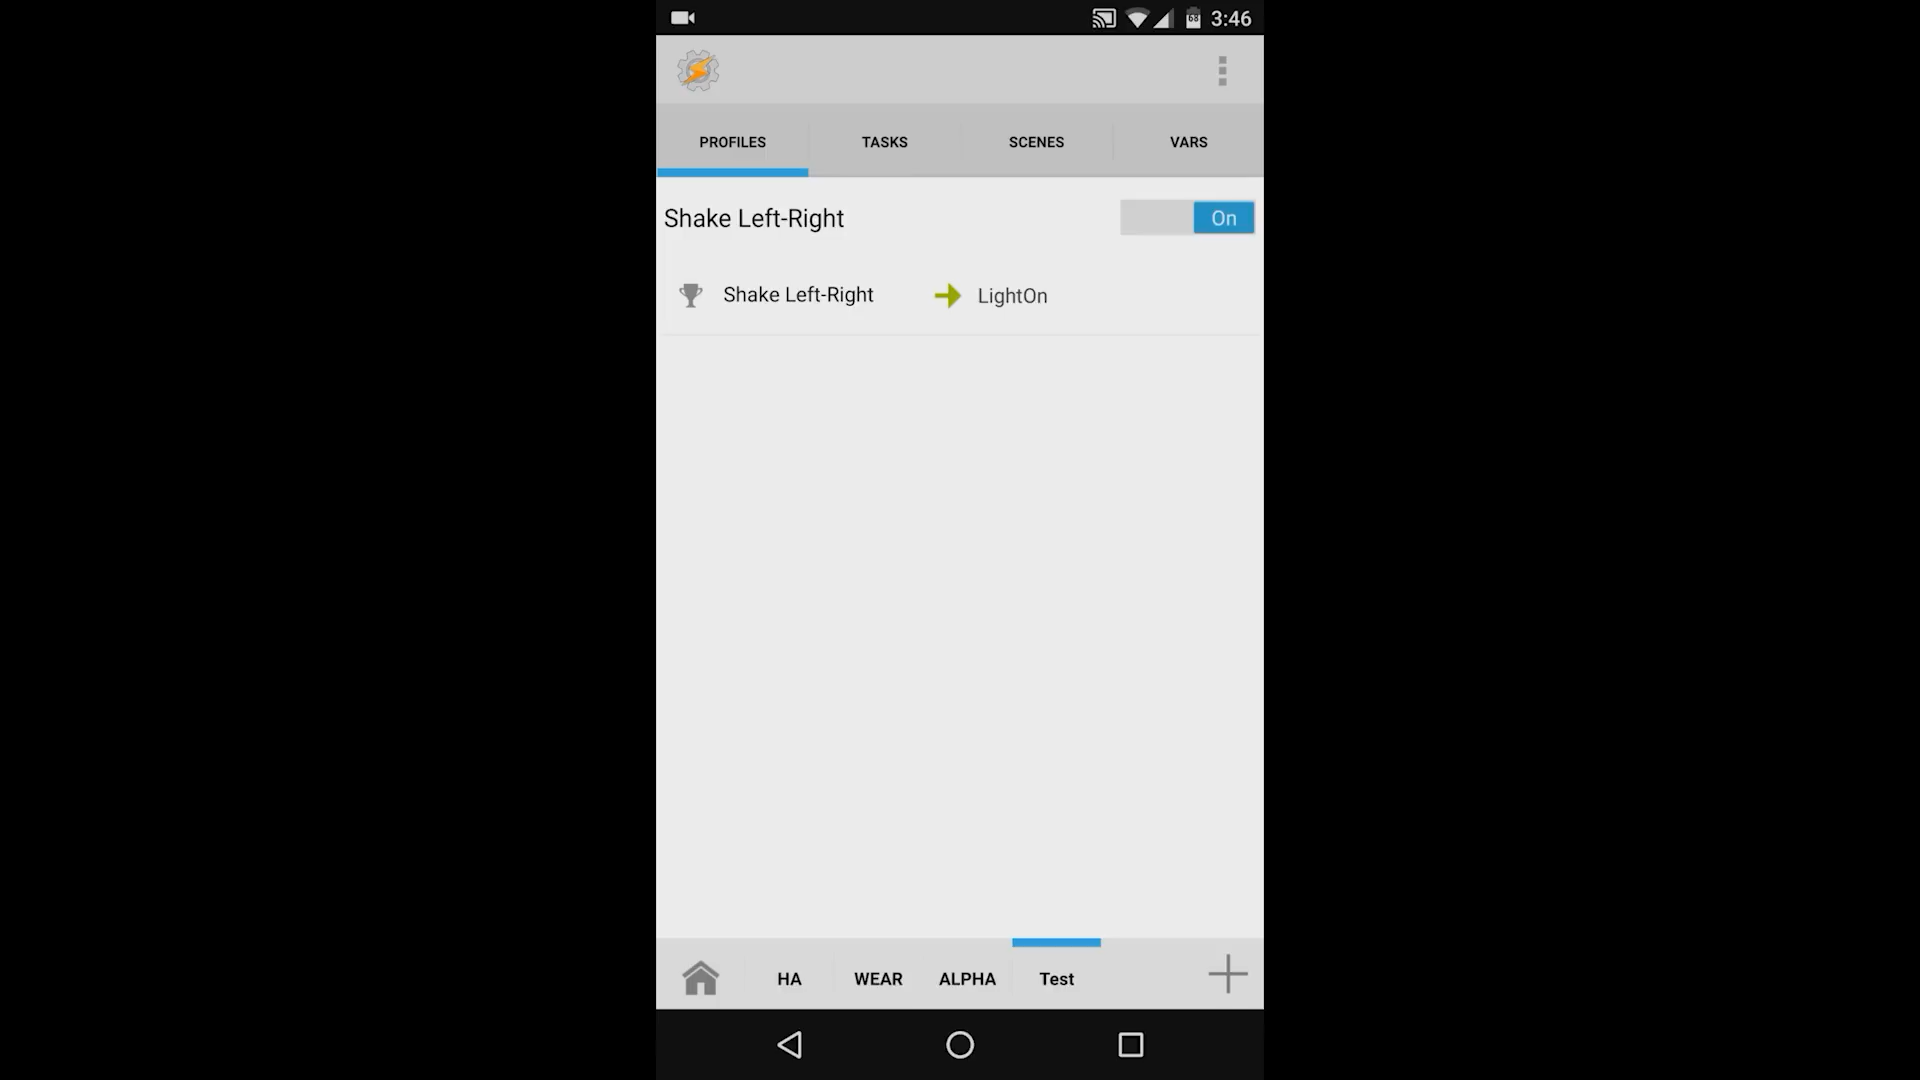 3:46
PROFILES TASKS SCENES VARS
Shake Left-Right On
Shake Left-Right LightOn
HA WEAR ALPHA Test